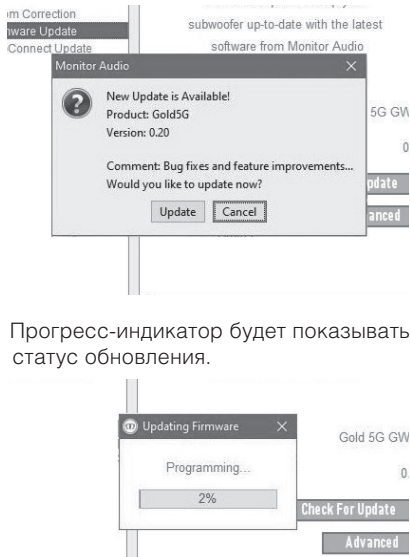 om Correction
ware Update
Connect Update
subwoofer up-to-date with the latest
software from Monitor Audio
Monitor Audio
New Update is Available!
Product: Gold5G
Version: 0.20
Comment: Bug fixes and feature improvements...
Would you like to update now?
Update Cancel
5G GW
0
pdate
anced
Прогресс-индикатор будет показывать
статус обновления.
Updating Firmware
Programming...
2%
Gold 5G GW
0.
Check For Update
Advanced